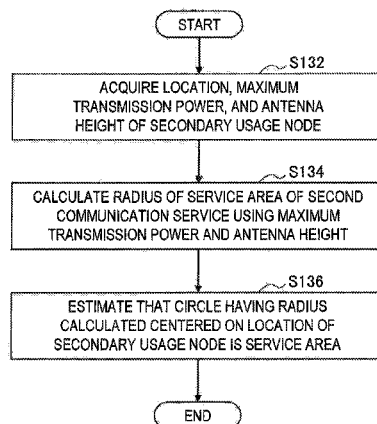 START
S132
ACQUIRE LOCATION, MAXIMUM
TRANSMISSION POWER, AND ANTENNA
HEIGHT OF SECONDARY USAGE NODE
S134
CALCULATE RADIUS OF SERVICE AREA OF SECOND
COMMUNICATION SERVICE USING MAXIMUM
TRANSMISSION POWER AND ANTENNA HEIGHT
S136
ESTIMATE THAT CIRCLE HAVING RADIUS
CALCULATED CENTERED ON LOCATION OF
SECONDARY USAGE NODE IS SERVICE AREA
END